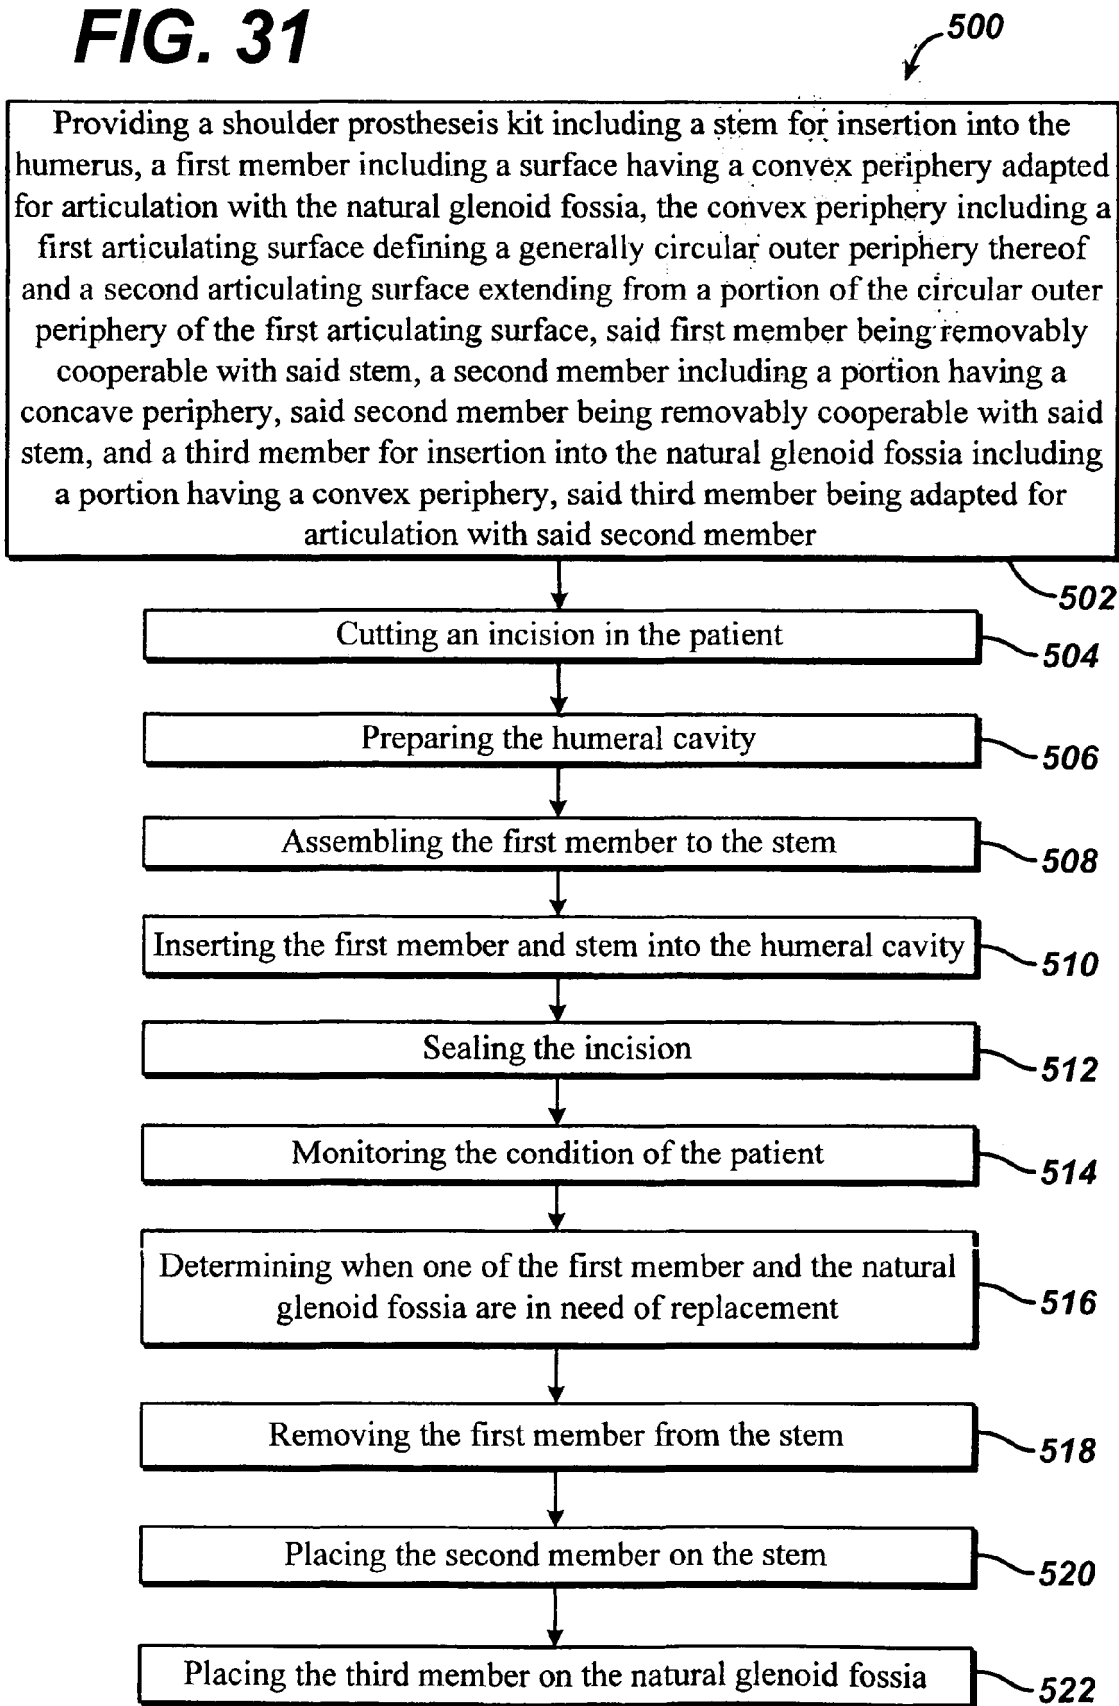 FIG. 31
500
Providing a shoulder prostheseis kit including a stem for insertion into the
humerus, a first member including a surface having a convex periphery adapted
for articulation with the natural glenoid fossia, the convex periphery including a
first articulating surface defining a generally circular outer periphery thereof
and a second articulating surface extending from a portion of the circular outer
periphery of the first articulating surface, said first member being removably
cooperable with said stem, a second member including a portion having a
concave periphery, said second member being removably cooperable with said
stem, and a third member for insertion into the natural glenoid fossia including
a portion having a convex periphery, said third member being adapted for
articulation with said second member
502
Cutting an incision in the patient
504
Preparing the humeral cavity
506
Assembling the first member to the stem
508
Inserting the first member and stem into the humeral cavity
510
Sealing the incision
512
Monitoring the condition of the patient
514
Determining when one of the first member and the natural
glenoid fossia are in need of replacement
516
Removing the first member from the stem
518
Placing the second member on the stem
520
Placing the third member on the natural glenoid fossia
522